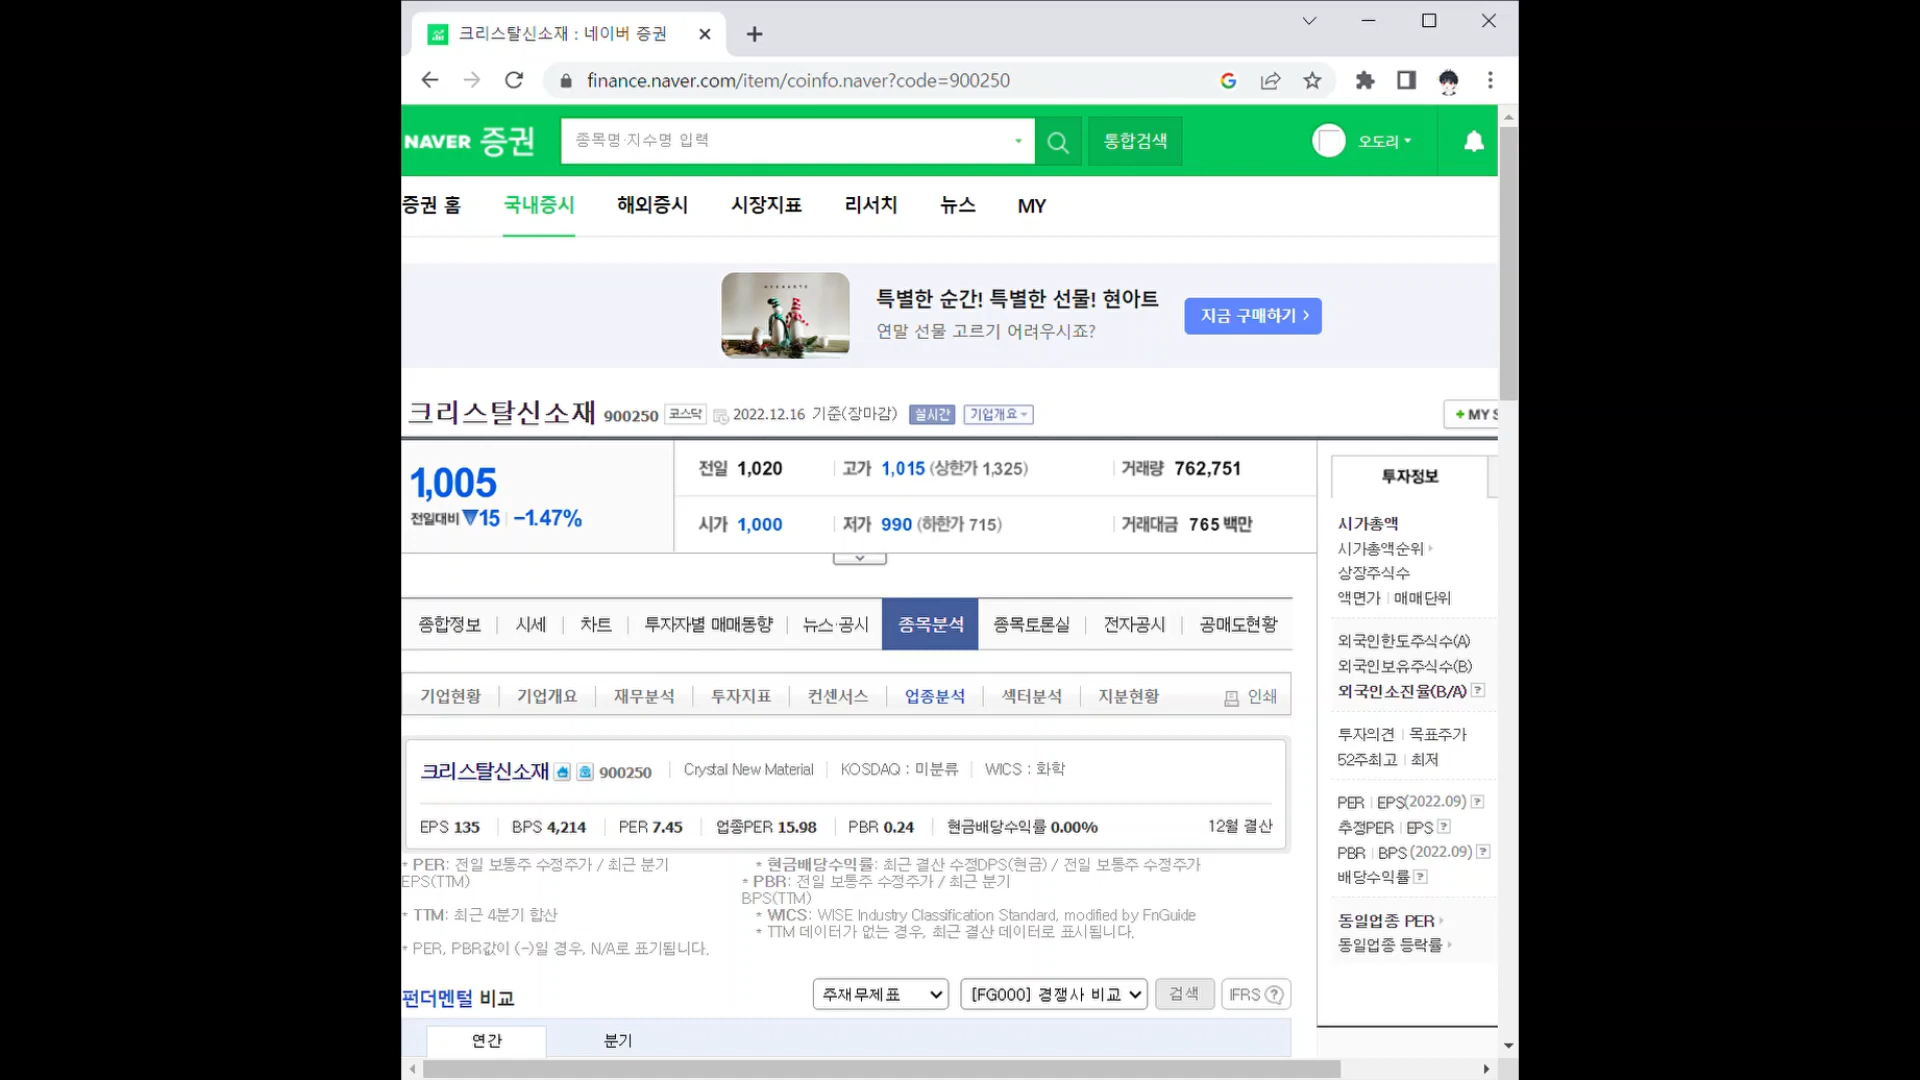 크리스탈신소재 : 네이버 증권
finance.naver.com/item/coinfo.naver?code=900250
NAVER 증권
종목명·지수명 입력
통합검색
오도리
증권 홈 국내증시 해외증시 시장지표 리서치 뉴스 MY
특별한 순간! 특별한 선물! 현아트
연말 선물 고르기 어려우시죠?
지금 구매하기 >
크리스탈신소재 900250 코스닥 2022.12.16 기준(장마감) 실시간 기업개요
+ MY S
1,005
전일대비 ▼15 -1.47%
전일 1,020 고가 1,015 (상한가 1,325) 거래량 762,751
시가 1,000 저가 990 (하한가 715) 거래대금 765 백만
종합정보 시세 차트 투자자별 매매동향 뉴스·공시 종목분석 종목토론실 전자공시 공매도현황
기업현황 기업개요 재무분석 투자지표 컨센서스 업종분석 섹터분석 지분현황 인쇄
크리스탈신소재 900250 Crystal New Material KOSDAQ : 미분류 WICS : 화학
EPS 135 BPS 4,214 PER 7.45 업종PER 15.98 PBR 0.24 현금배당수익률 0.00% 12월 결산
* PER: 전일 보통주 수정주가 / 최근 분기
EPS(TTM)
* TTM: 최근 4분기 합산
* PER, PBR값이 (-)일 경우, N/A로 표기됩니다.
* 현금배당수익률: 최근 결산 수정DPS(현금) / 전일 보통주 수정주가
* PBR: 전일 보통주 수정주가 / 최근 분기
BPS(TTM)
* WICS: WISE Industry Classification Standard, modified by FnGuide
* TTM 데이터가 없는 경우, 최근 결산 데이터로 표시됩니다.
펀더멘털 비교
주재무제표 [FG000] 경쟁사 비교 검색 IFRS ?
연간 분기
투자정보
시가총액
시가총액순위
상장주식수
액면가 매매단위
외국인한도주식수(A)
외국인보유주식수(B)
외국인소진율(B/A) ?
투자의견 목표주가
52주최고 최저
PER EPS(2022.09) ?
추정PER EPS ?
PBR BPS (2022.09) ?
배당수익률 ?
동일업종 PER
동일업종 등락률